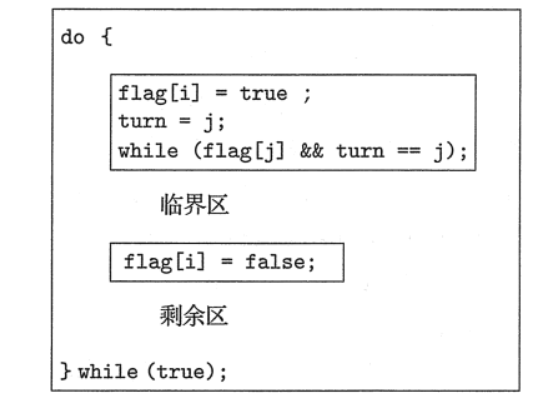 do {
flag[i] = true ;
turn = j;
while (flag[j] && turn == j);
临界区
flag[i] = false;
剩余区
} while (true);